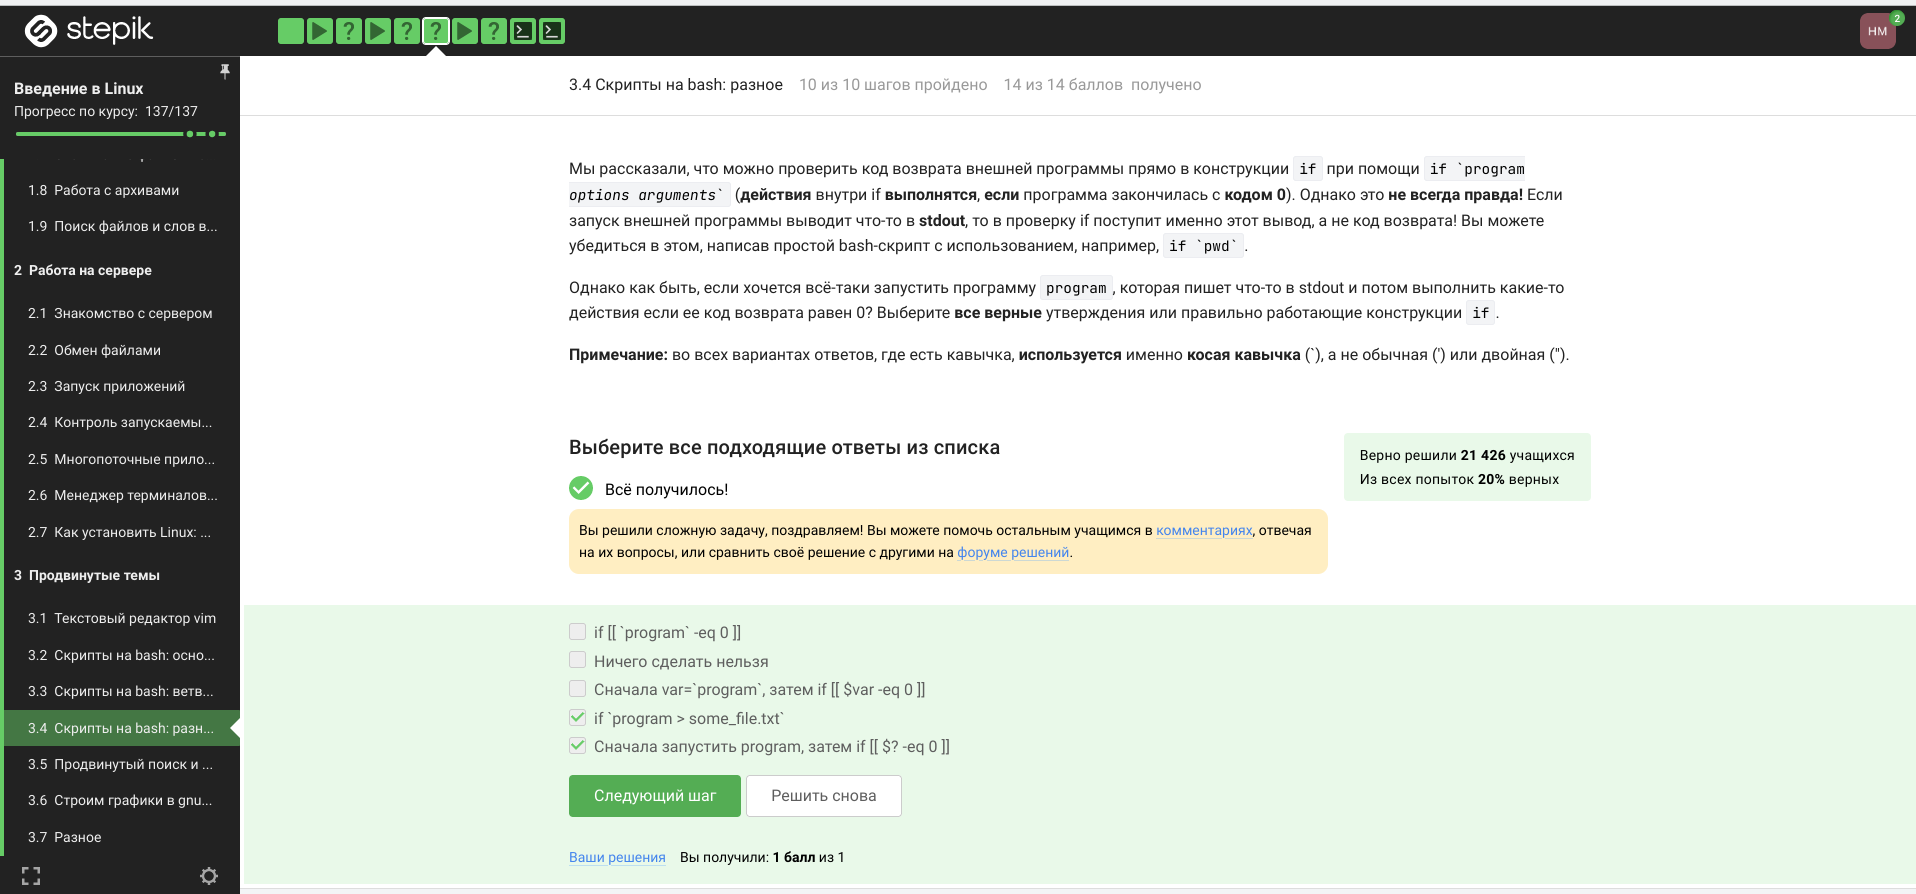 stepik
? ? ? ?
НМ
2
Введение в Linux
Прогресс по курсу: 137/137
1.8 Работа с архивами
1.9 Поиск файлов и слов в...
2 Работа на сервере
2.1 Знакомство с сервером
2.2 Обмен файлами
2.3 Запуск приложений
2.4 Контроль запускаемы...
2.5 Многопоточные прило...
2.6 Менеджер терминалов...
2.7 Как установить Linux: ...
3 Продвинутые темы
3.1 Текстовый редактор vim
3.2 Скрипты на bash: осно...
3.3 Скрипты на bash: ветв...
3.4 Скрипты на bash: разн...
3.5 Продвинутый поиск и ...
3.6 Строим графики в gnu...
3.7 Разное
3.4 Скрипты на bash: разное 10 из 10 шагов пройдено 14 из 14 баллов получено
Мы рассказали, что можно проверить код возврата внешней программы прямо в конструкции if при помощи if `program
options arguments` (действия внутри if выполнятся, если программа закончилась с кодом 0). Однако это не всегда правда! Если
запуск внешней программы выводит что-то в stdout, то в проверку if поступит именно этот вывод, а не код возврата! Вы можете
убедиться в этом, написав простой bash-скрипт с использованием, например, if `pwd`.
Однако как быть, если хочется всё-таки запустить программу program, которая пишет что-то в stdout и потом выполнить какие-то
действия если ее код возврата равен 0? Выберите все верные утверждения или правильно работающие конструкции if.
Примечание: во всех вариантах ответов, где есть кавычка, используется именно косая кавычка (`), а не обычная (') или двойная (").
Выберите все подходящие ответы из списка
Верно решили 21 426 учащихся
Из всех попыток 20% верных
Всё получилось!
Вы решили сложную задачу, поздравляем! Вы можете помочь остальным учащимся в комментариях, отвечая
на их вопросы, или сравнить своё решение с другими на форуме решений.
if [[ `program` -eq 0 ]]
Ничего сделать нельзя
Сначала var=`program`, затем if [[ $var -eq 0 ]]
if `program > some_file.txt`
Сначала запустить program, затем if [[ $? -eq 0 ]]
Следующий шаг Решить снова
Ваши решения Вы получили: 1 балл из 1